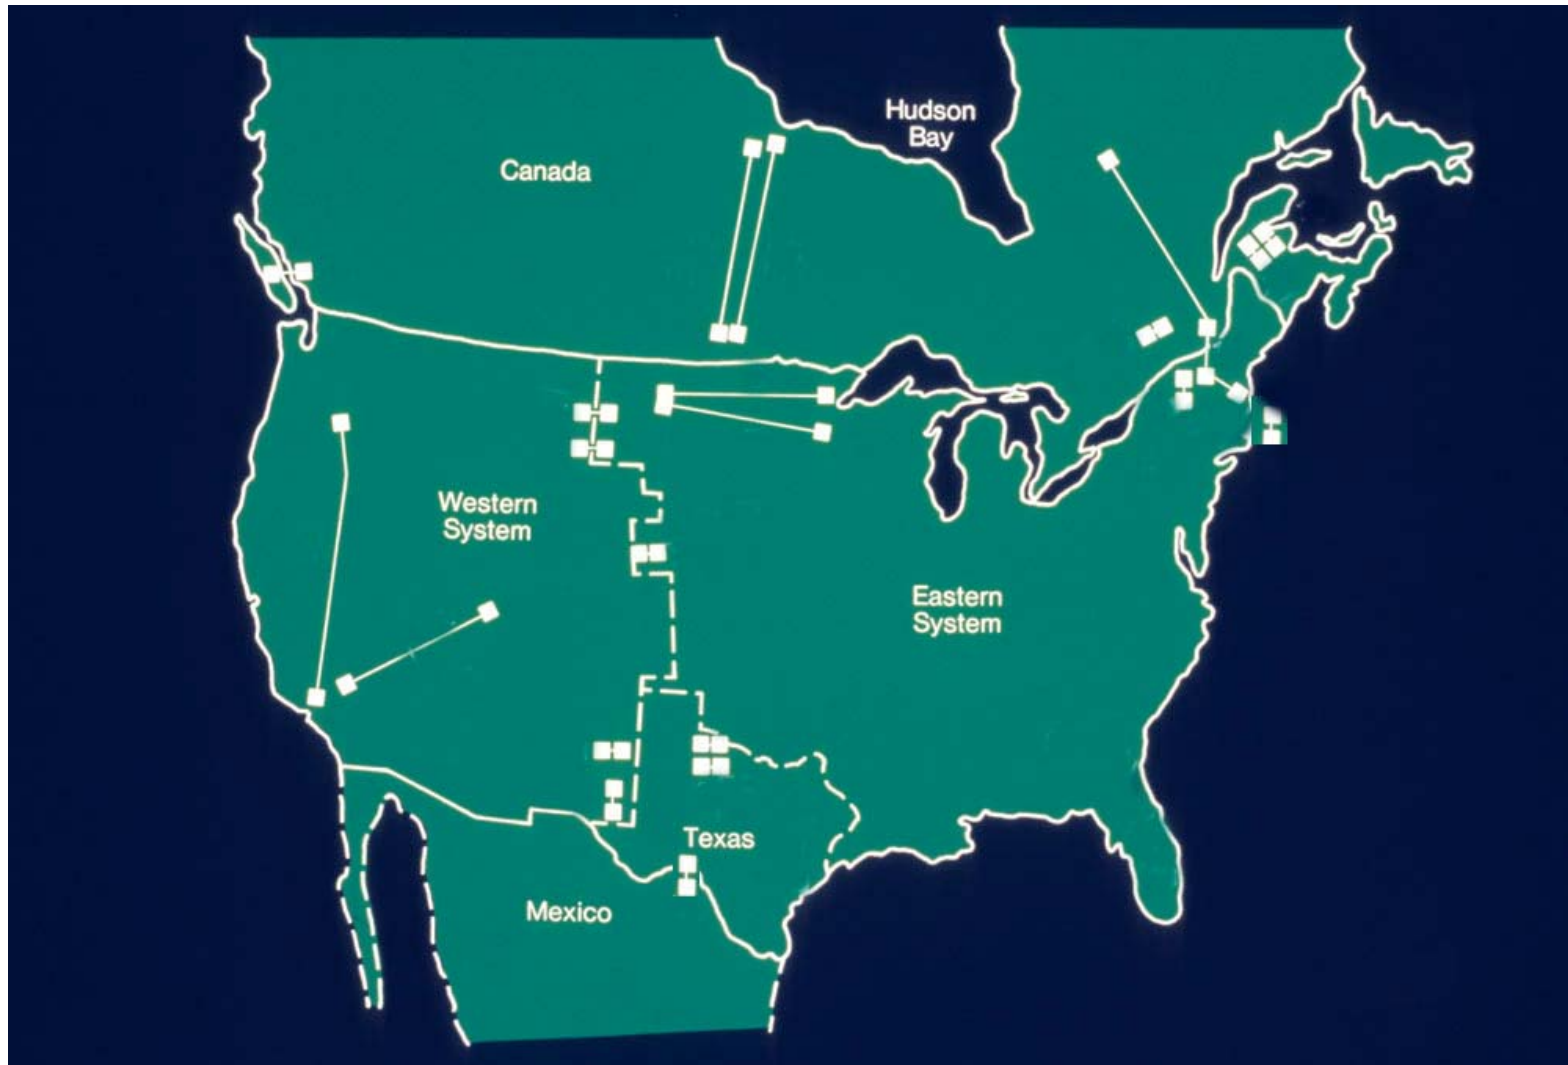 Hudson
Bay
Canada
Western
System
Eastern
System
Texas
Mexico